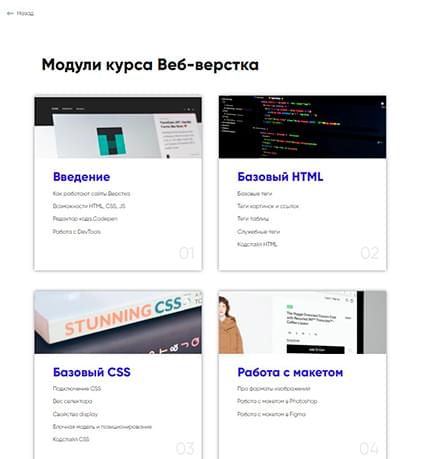 ← Назад
Модули курса Веб-верстка
Введение
Как работают сайты. Верстка
Возможности HTML, CSS, JS
Редактор кода.Codepen
Работа с DevTools
01
Базовый HTML
Базовые теги
Теги картинок и ссылок
Теги таблиц
Служебные теги
Кодстайл HTML
02
STUNNING CSS
Базовый CSS
Подключение CSS
Вес селектора
Свойство display
Блочная модель и позиционирование
Кодстайл CSS
03
Работа с макетом
Про форматы изображений
Работа с макетом в Photoshop
Работа с макетом в Figma
04